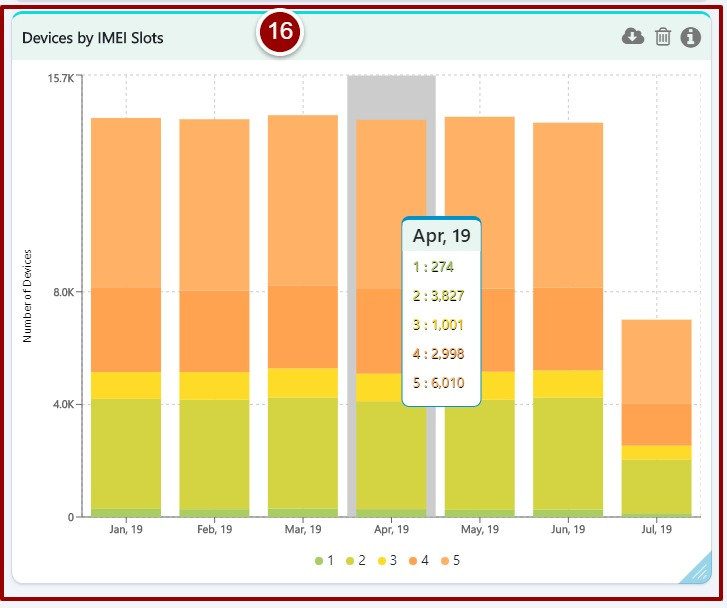 Devices by IMEI Slots
16
15.7K
8.0K
4.0K
0
Number of Devices
Apr, 19
1 : 274
2 : 3,827
3 : 1,001
4 : 2,998
5 : 6,010
Jan, 19 Feb, 19 Mar, 19 Apr, 19 May, 19 Jun, 19 Jul, 19
1 2 3 4 5